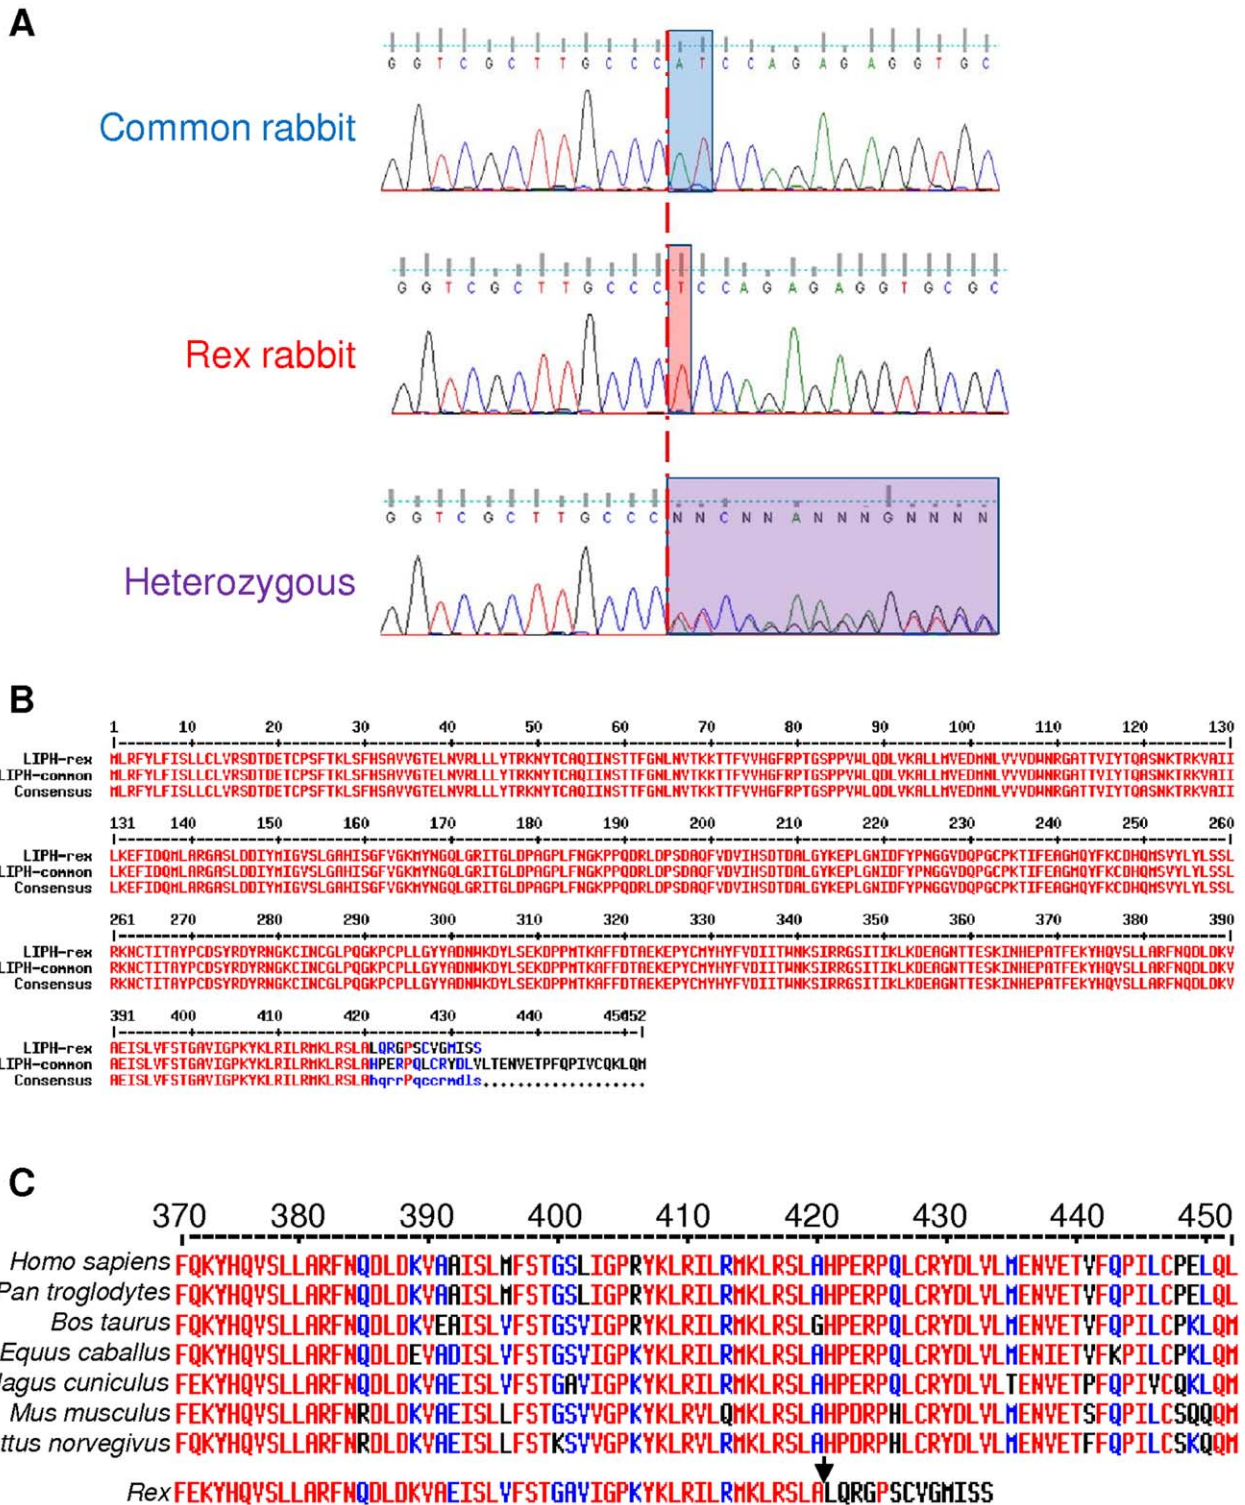 A
G G T C G C T T G C C C A T C C A G A G A G G T G C
Common rabbit
G G T C G C T T G C C C T C C A G A G A G G T G C G C
Rex rabbit
G G T C G C T T G C C C N N C N N A N N N G N N N N
Heterozygous
B
1 10 20 30 40 50 60 70 80 90 100 110 120 130
LIPH-rex MLRFYLFISLLCLVRSDTDETCPSFTKLSFHSAVVGTELNVRLLLYTRKNYTCAQIINSTTFGNLNVTKKTTFVVHGFRPTGSPPVWLQDLVKALLMVEDMNLVVVDWNRGATTVIYTQASNKTRKVAII
LIPH-common MLRFYLFISLLCLVRSDTDETCPSFTKLSFHSAVVGTELNVRLLLYTRKNYTCAQIINSTTFGNLNVTKKTTFVVHGFRPTGSPPVWLQDLVKALLMVEDMNLVVVDWNRGATTVIYTQASNKTRKVAII
Consensus MLRFYLFISLLCLVRSDTDETCPSFTKLSFHSAVVGTELNVRLLLYTRKNYTCAQIINSTTFGNLNVTKKTTFVVHGFRPTGSPPVWLQDLVKALLMVEDMNLVVVDWNRGATTVIYTQASNKTRKVAII
131 140 150 160 170 180 190 200 210 220 230 240 250 260
LIPH-rex LKEFIDQMLARGASLDDIYMIGVSLGAHISGFVGKMYNGQLGRITGLDPAGPLFNGKPPQDRLDPSDAQFVDVIHSDTDALGYKEPLGNIDFYPNGGVDQPGCPKTIFEAGMQYFKCDHQMSVYLYLSSL
LIPH-common LKEFIDQMLARGASLDDIYMIGVSLGAHISGFVGKMYNGQLGRITGLDPAGPLFNGKPPQDRLDPSDAQFVDVIHSDTDALGYKEPLGNIDFYPNGGVDQPGCPKTIFEAGMQYFKCDHQMSVYLYLSSL
Consensus LKEFIDQMLARGASLDDIYMIGVSLGAHISGFVGKMYNGQLGRITGLDPAGPLFNGKPPQDRLDPSDAQFVDVIHSDTDALGYKEPLGNIDFYPNGGVDQPGCPKTIFEAGMQYFKCDHQMSVYLYLSSL
261 270 280 290 300 310 320 330 340 350 360 370 380 390
LIPH-rex RKNCTITAYPCDSYRDYRNGKCINCGLPQGKPCPLLGYYADNWKDYLSEKDPPMTKAFFDTAEKEPYCMYHYFVDIITWNKSIRRGSITIKLKDEAGNTTESKINHEPATFEKYHQVSLLARFNQDLDKV
LIPH-common RKNCTITAYPCDSYRDYRNGKCINCGLPQGKPCPLLGYYADNWKDYLSEKDPPMTKAFFDTAEKEPYCMYHYFVDIITWNKSIRRGSITIKLKDEAGNTTESKINHEPATFEKYHQVSLLARFNQDLDKV
Consensus RKNCTITAYPCDSYRDYRNGKCINCGLPQGKPCPLLGYYADNWKDYLSEKDPPMTKAFFDTAEKEPYCMYHYFVDIITWNKSIRRGSITIKLKDEAGNTTESKINHEPATFEKYHQVSLLARFNQDLDKV
391 400 410 420 430 440 450452
LIPH-rex AEISLVFSTGAVIGPKYKLRILRMKLRSLALQRGPSCVGMISS
LIPH-common AEISLVFSTGAVIGPKYKLRILRMKLRSLAHPERPQLCRYDLVLTENVETPFQPIVCQKLQM
Consensus AEISLVFSTGAVIGPKYKLRILRMKLRSLAhqrrPqccrmdls...................
C
370 380 390 400 410 420 430 440 450
Homo sapiens FQKYHQVSLLARFNQDLDKVAAISLMFSTGSLIGPRYKLRILRMKLRSLAHPERPQLCRYDLVLMENVETVFQPILCPELQL
Pan troglodytes FQKYHQVSLLARFNQDLDKVAAISLMFSTGSLIGPRYKLRILRMKLRSLAHPERPQLCRYDLVLMENVETVFQPILCPELQL
Bos taurus FQKYHQVSLLARFNQDLDKVEAISLVFSTGSVIGPRYKLRILRMKLRSLGHPERPQLCRYDLVLMENVETVFQPILCPKLQM
Equus caballus FQKYHQVSLLARFNQDLDEVADISLVFSTGSVIGPKYKLRILRMKLRSLAHPERPQLCRYDLVLMENIETVFKPILCPKLQM
lagus cuniculus FEKYHQVSLLARFNQDLDKVAEISLVFSTGAVIGPKYKLRILRMKLRSLAHPERPQLCRYDLVLTENVETPFQPIVCQKLQM
Mus musculus FEKYHQVSLLARFNRDLDKVAEISLLFSTGSVVGPKYKLRVLQMKLRSLAHPDRPHLCRYDLVLMENVETSFQPILCSQQQM
ttus norvegivus FQKYHQVSLLARFNRDLDKVAEISLLFSTKSVVGPKYKLRVLRMKLRSLAHPDRPHLCRYDLVLMENVETFFQPILCSKQQM
Rex FEKYHQVSLLARFNQDLDKVAEISLVFSTGAVIGPKYKLRILRMKLRSLALQRGPSCVGMISS